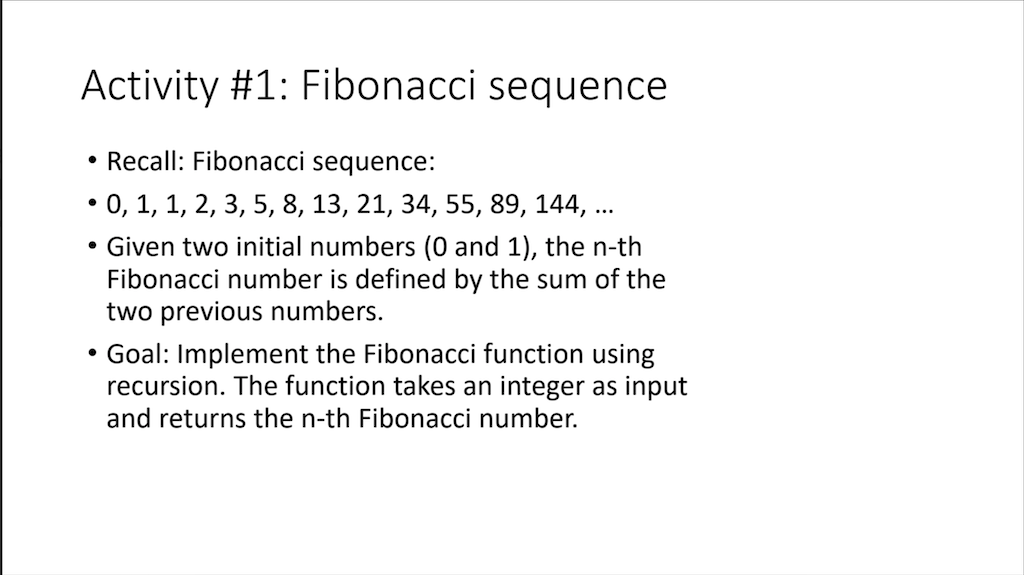 Activity #1: Fibonacci sequence
• Recall: Fibonacci sequence:
• 0, 1, 1, 2, 3, 5, 8, 13, 21, 34, 55, 89, 144, …
• Given two initial numbers (0 and 1), the n-th
Fibonacci number is defined by the sum of the
two previous numbers.
• Goal: Implement the Fibonacci function using
recursion. The function takes an integer as input
and returns the n-th Fibonacci number.